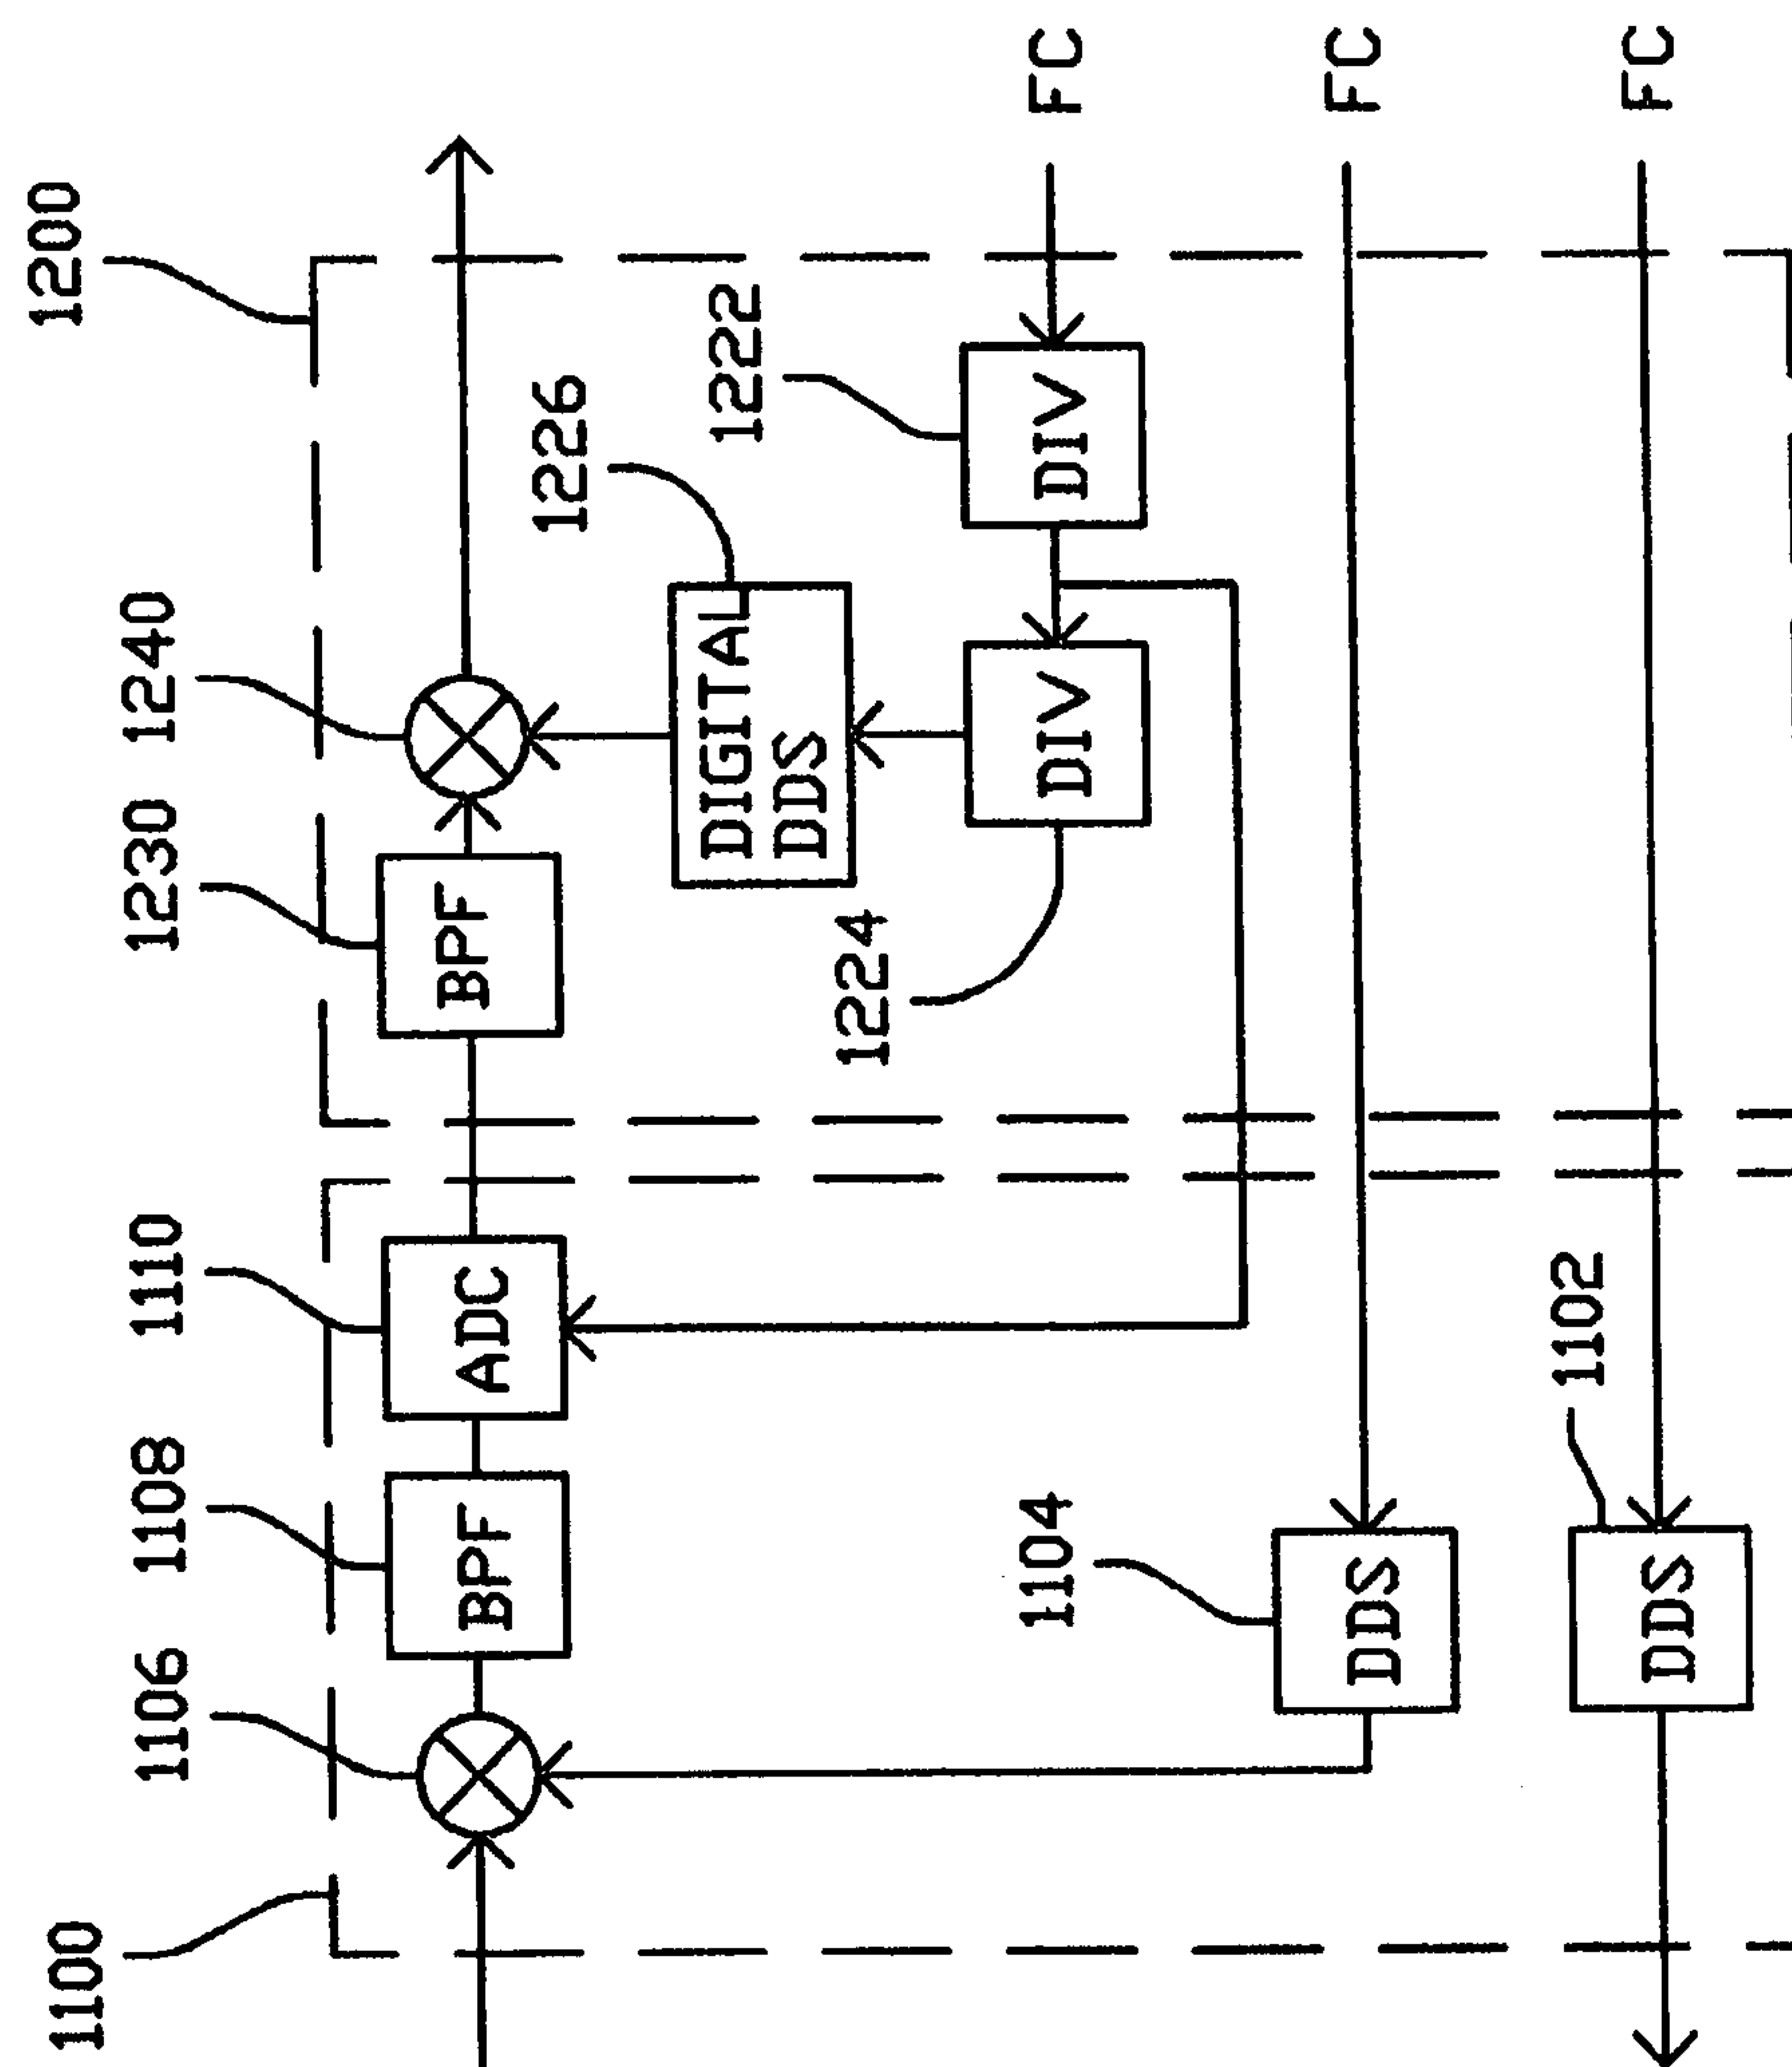 1100
1200
1106
1108
1110
1230
1240
BPF
ADC
BPF
1226
1222
DIGITAL
DDS
1224
1104
DIV
DIV
FC
DDS
FC
1102
DDS
FC